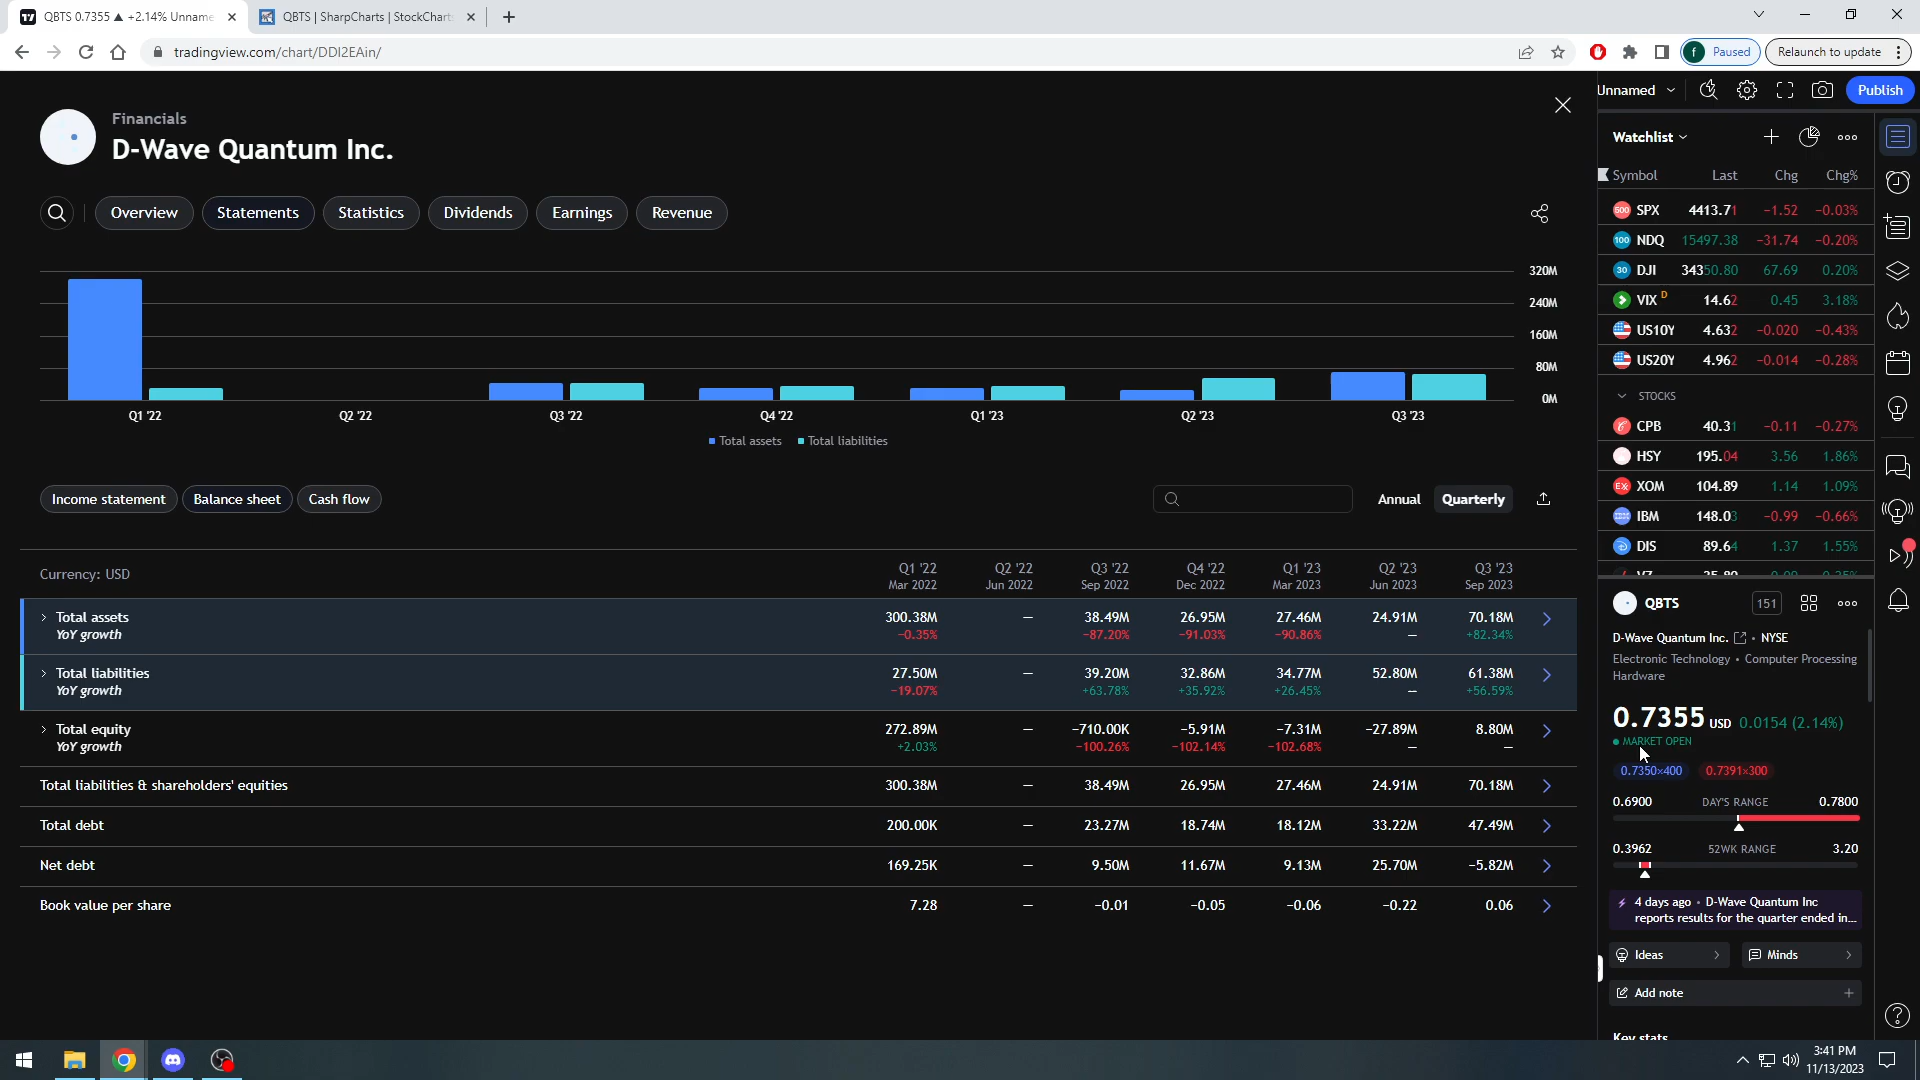 QBTS 0.7355 ▲ +2.14% Unname
QBTS | SharpCharts | StockChart
tradingview.com/chart/DDI2EAin/
f Paused
Relaunch to update
Financials
D-Wave Quantum Inc.
Overview Statements Statistics Dividends Earnings Revenue
320M
240M
160M
80M
0M
Q1 '22 Q2 '22 Q3 '22 Q4 '22 Q1 '23 Q2 '23 Q3 '23
Total assets Total liabilities
Income statement Balance sheet Cash flow
Annual Quarterly
Currency: USD
Q1 '22 Q2 '22 Q3 '22 Q4 '22 Q1 '23 Q2 '23 Q3 '23
Mar 2022 Jun 2022 Sep 2022 Dec 2022 Mar 2023 Jun 2023 Sep 2023
Total assets 300.38M — 38.49M 26.95M 27.46M 24.91M 70.18M
YoY growth −0.35% −87.20% −91.03% −90.86% — +82.34%
Total liabilities 27.50M — 39.20M 32.86M 34.77M 52.80M 61.38M
YoY growth −19.07% +63.78% +35.92% +26.45% — +56.59%
Total equity 272.89M — −710.00K −5.91M −7.31M −27.89M 8.80M
YoY growth +2.03% −100.26% −102.14% −102.68% — —
Total liabilities & shareholders' equities 300.38M — 38.49M 26.95M 27.46M 24.91M 70.18M
Total debt 200.00K — 23.27M 18.74M 18.12M 33.22M 47.49M
Net debt 169.25K — 9.50M 11.67M 9.13M 25.70M −5.82M
Book value per share 7.28 — −0.01 −0.05 −0.06 −0.22 0.06
Unnamed
Publish
Watchlist
Symbol Last Chg Chg%
500 SPX 4413.71 −1.52 −0.03%
100 NDQ 15497.38 −31.74 −0.20%
30 DJI 34350.80 67.69 0.20%
VIX D 14.62 0.45 3.18%
US10Y 4.632 −0.020 −0.43%
US20Y 4.962 −0.014 −0.28%
STOCKS
CPB 40.31 −0.11 −0.27%
HSY 195.04 3.56 1.86%
XOM 104.89 1.14 1.09%
IBM 148.03 −0.99 −0.66%
DIS 89.64 1.37 1.55%
QBTS 151
D-Wave Quantum Inc. • NYSE
Electronic Technology • Computer Processing
Hardware
0.7355 USD 0.0154 (2.14%)
MARKET OPEN
0.7350×400 0.7391×300
0.6900 DAY'S RANGE 0.7800
0.3962 52WK RANGE 3.20
4 days ago • D-Wave Quantum Inc
reports results for the quarter ended in...
Ideas Minds
Add note
Key stats
3:41 PM
11/13/2023